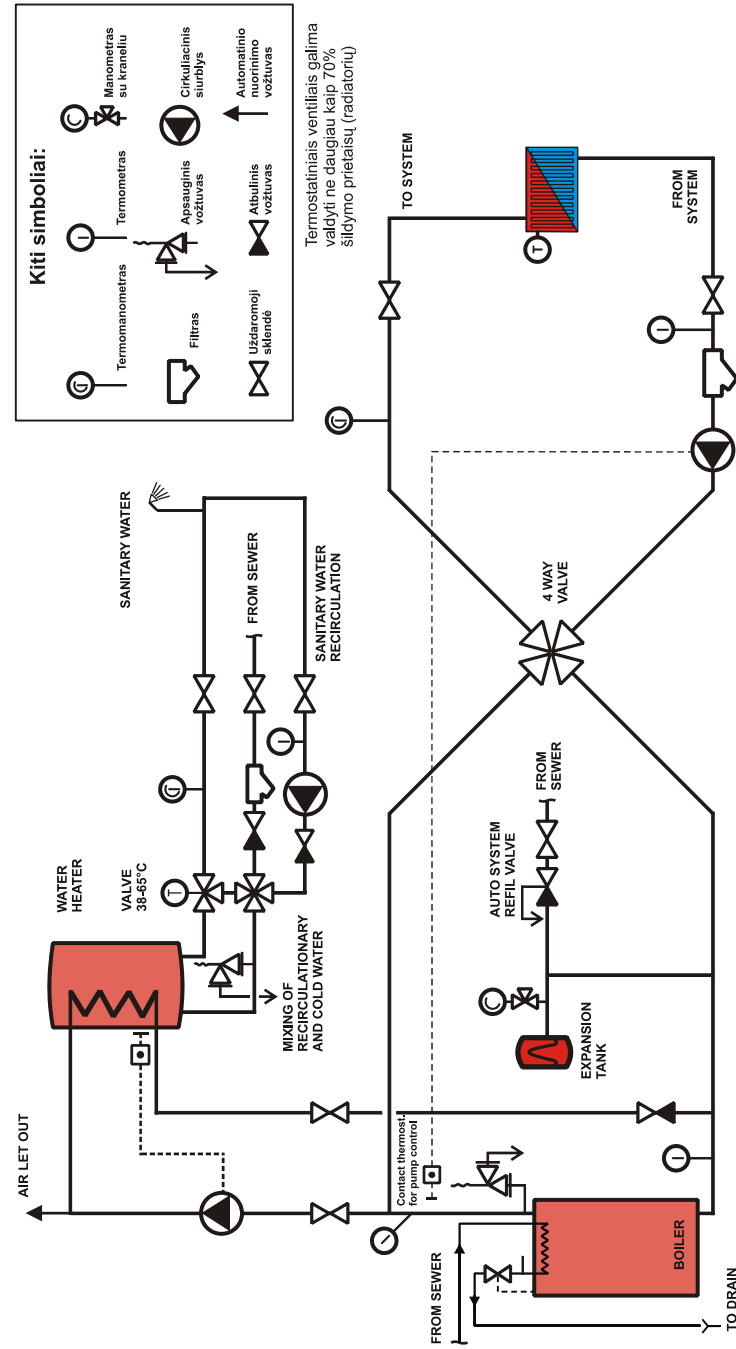 Kiti simboliai:
Termomanometras
Termometras
Manometras
su kraneliu
Filtras
Apsauginis
vožtuvas
Cirkuliacinis
siurblys
Uždaromoji
sklendė
Atbulinis
vožtuvas
Automatinio
nuorinimo
vožtuvas
Termostatiniais ventiliais galima
valdyti ne daugiau kaip 70%
šildymo prietaisų (radiatorių)
AIR LET OUT
WATER
HEATER
VALVE
38-65°C
T
SANITARY WATER
FROM SEWER
SANITARY WATER
RECIRCULATION
MIXING OF
RECIRCULATIONARY
AND COLD WATER
TO SYSTEM
T
FROM
SYSTEM
4 WAY
VALVE
Contact thermost.
for pump control
AUTO SYSTEM
REFIL VALVE
FROM
SEWER
EXPANSION
TANK
FROM SEWER
BOILER
TO DRAIN